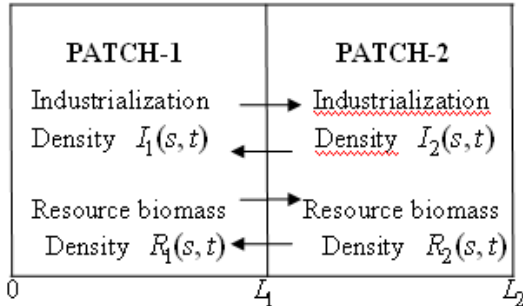 PATCH-1
Industrialization
Density I₁(s,t)
Resource biomass
Density R₁(s,t)
PATCH-2
Industrialization
Density I₂(s,t)
Resource biomass
Density R₂(s,t)
0
L₁
L₂